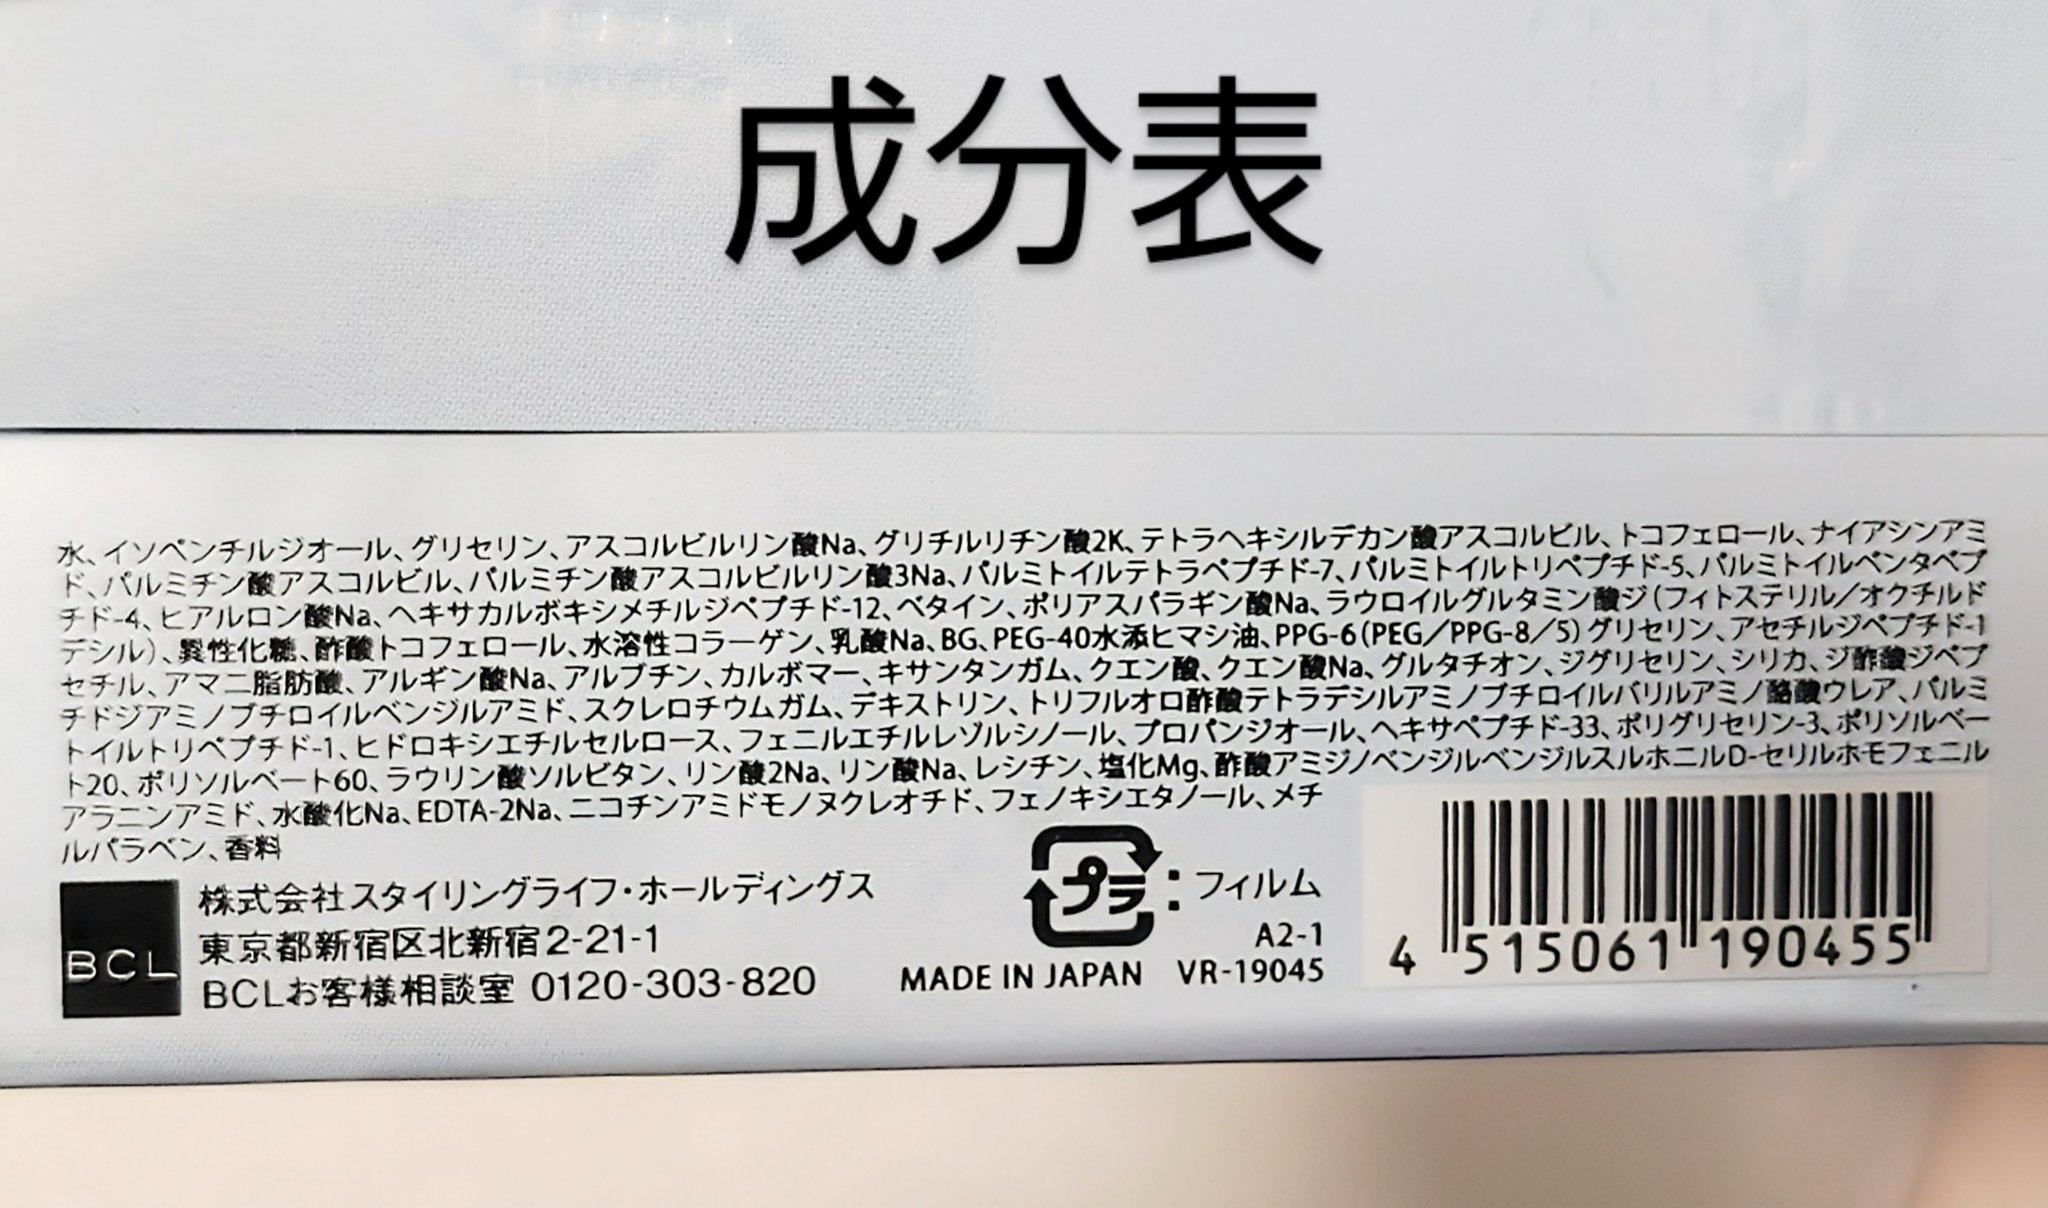 成分表
水、イソペンチルジオール、グリセリン、アスコルビルリン酸Na、グリチルリチン酸2K、テトラヘキシルデカン酸アスコルビル、トコフェロール、ナイアシンアミ
ド、パルミチン酸アスコルビル、パルミチン酸アスコルビルリン酸3Na、パルミトイルテトラペプチド-7、パルミトイルトリペプチド-5、パルミトイルペンタペプ
チド-4、ヒアルロン酸Na、ヘキサカルボキシメチルジペプチド-12、ベタイン、ポリアスパラギン酸Na、ラウロイルグルタミン酸ジ（フィトステリル／オクチルド
デシル）、異性化糖、酢酸トコフェロール、水溶性コラーゲン、乳酸Na、BG、PEG-40水添ヒマシ油、PPG-6（PEG／PPG-8／5）グリセリン、アセチルジペプチド-1
セチル、アマニ脂肪酸、アルギン酸Na、アルブチン、カルボマー、キサンタンガム、クエン酸、クエン酸Na、グルタチオン、ジグリセリン、シリカ、ジ酢酸ジペプ
チドジアミノブチロイルベンジルアミド、スクレロチウムガム、デキストリン、トリフルオロ酢酸テトラデシルアミノブチロイルバリルアミノ酪酸ウレア、パルミ
トイルトリペプチド-1、ヒドロキシエチルセルロース、フェニルエチルレゾルシノール、プロパンジオール、ヘキサペプチド-33、ポリグリセリン-3、ポリソルベー
ト20、ポリソルベート60、ラウリン酸ソルビタン、リン酸2Na、リン酸Na、レシチン、塩化Mg、酢酸アミジノベンジルベンジルスルホニルD-セリルホモフェニル
アラニンアミド、水酸化Na、EDTA-2Na、ニコチンアミドモノヌクレオチド、フェノキシエタノール、メチ
ルパラベン、香料
BCL
株式会社スタイリングライフ・ホールディングス
東京都新宿区北新宿2-21-1
BCLお客様相談室 0120-303-820
プラ：フィルム
A2-1
MADE IN JAPAN VR-19045
4 515061 190455